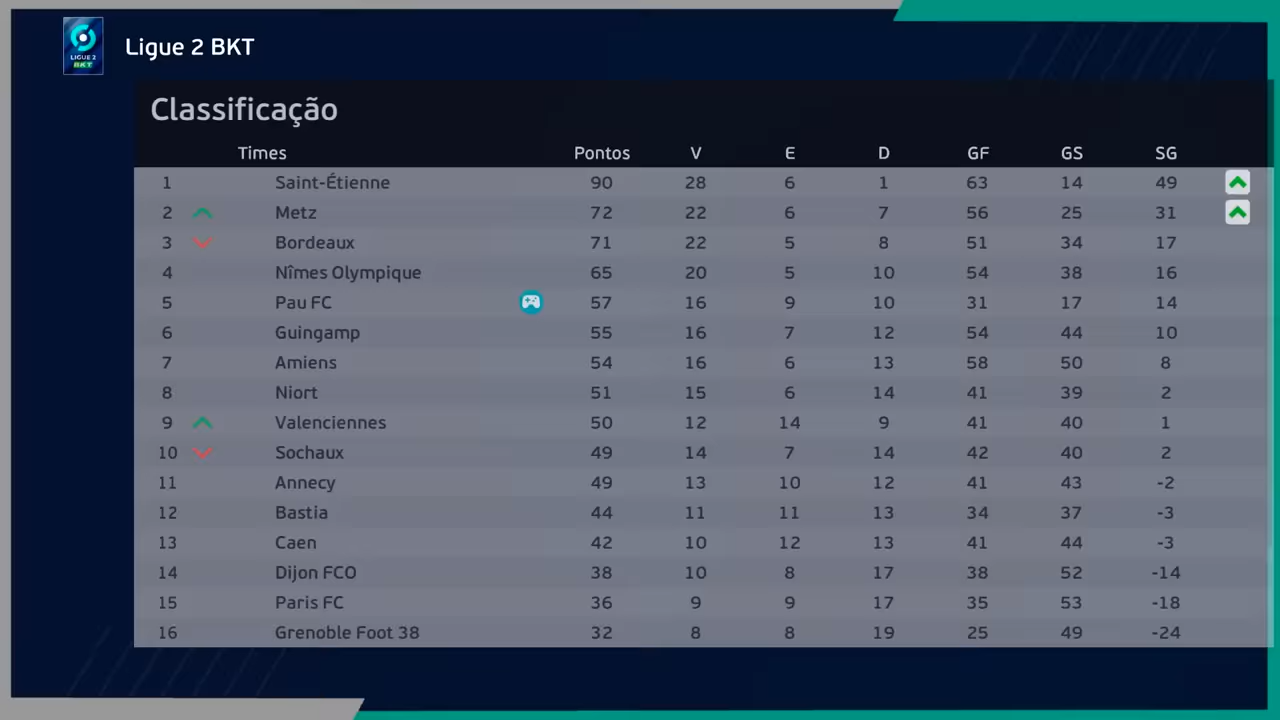 LIGUE 2
BKT
Ligue 2 BKT
Classificação
Times Pontos V E D GF GS SG
1 Saint-Étienne 90 28 6 1 63 14 49
2 Metz 72 22 6 7 56 25 31
3 Bordeaux 71 22 5 8 51 34 17
4 Nîmes Olympique 65 20 5 10 54 38 16
5 Pau FC 57 16 9 10 31 17 14
6 Guingamp 55 16 7 12 54 44 10
7 Amiens 54 16 6 13 58 50 8
8 Niort 51 15 6 14 41 39 2
9 Valenciennes 50 12 14 9 41 40 1
10 Sochaux 49 14 7 14 42 40 2
11 Annecy 49 13 10 12 41 43 -2
12 Bastia 44 11 11 13 34 37 -3
13 Caen 42 10 12 13 41 44 -3
14 Dijon FCO 38 10 8 17 38 52 -14
15 Paris FC 36 9 9 17 35 53 -18
16 Grenoble Foot 38 32 8 8 19 25 49 -24